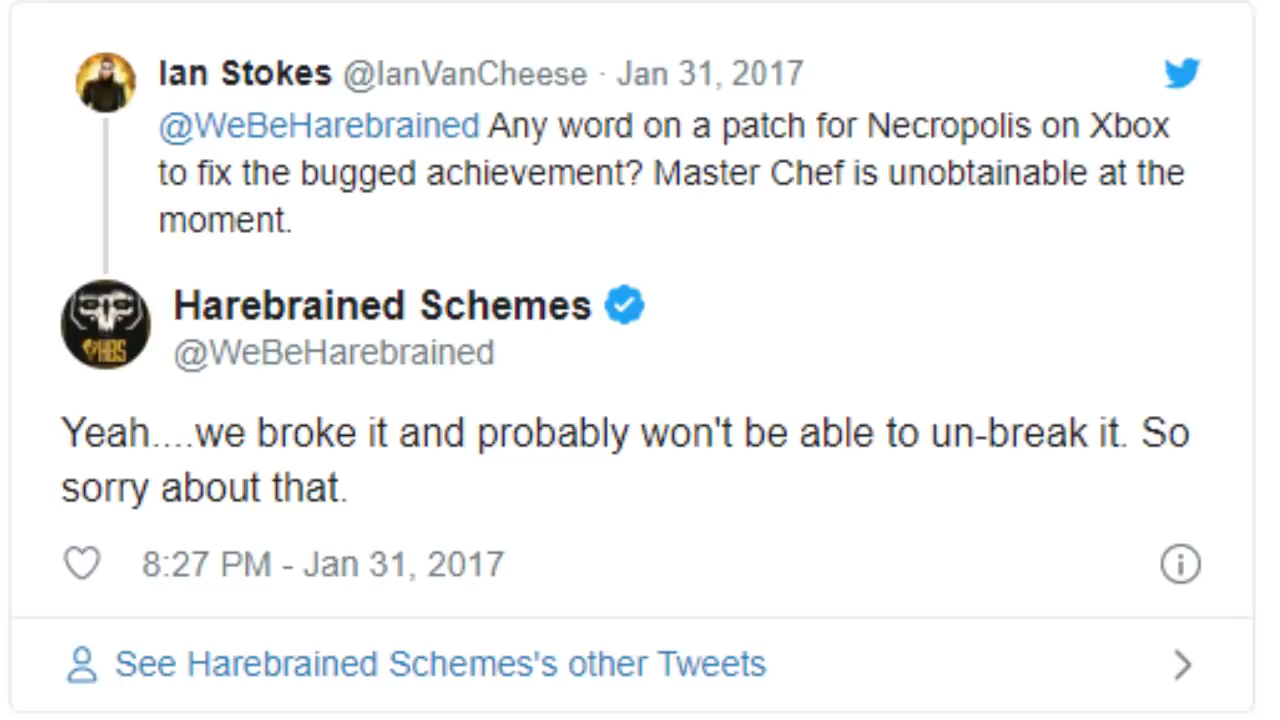 Ian Stokes @IanVanCheese · Jan 31, 2017
@WeBeHarebrained Any word on a patch for Necropolis on Xbox
to fix the bugged achievement? Master Chef is unobtainable at the
moment.
Harebrained Schemes
@WeBeHarebrained
HBS
Yeah....we broke it and probably won't be able to un-break it. So
sorry about that.
8:27 PM - Jan 31, 2017
See Harebrained Schemes's other Tweets